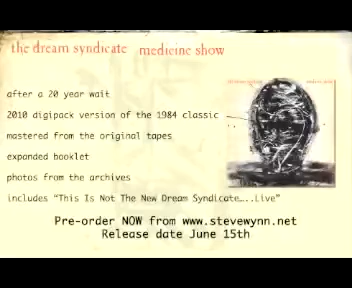 the dream syndicate medicine show
after a 20 year wait
2010 digipack version of the 1984 classic
mastered from the original tapes
expanded booklet
photos from the archives
includes "This Is Not The New Dream Syndicate….Live"
Pre-order NOW from www.stevewynn.net
Release date June 15th